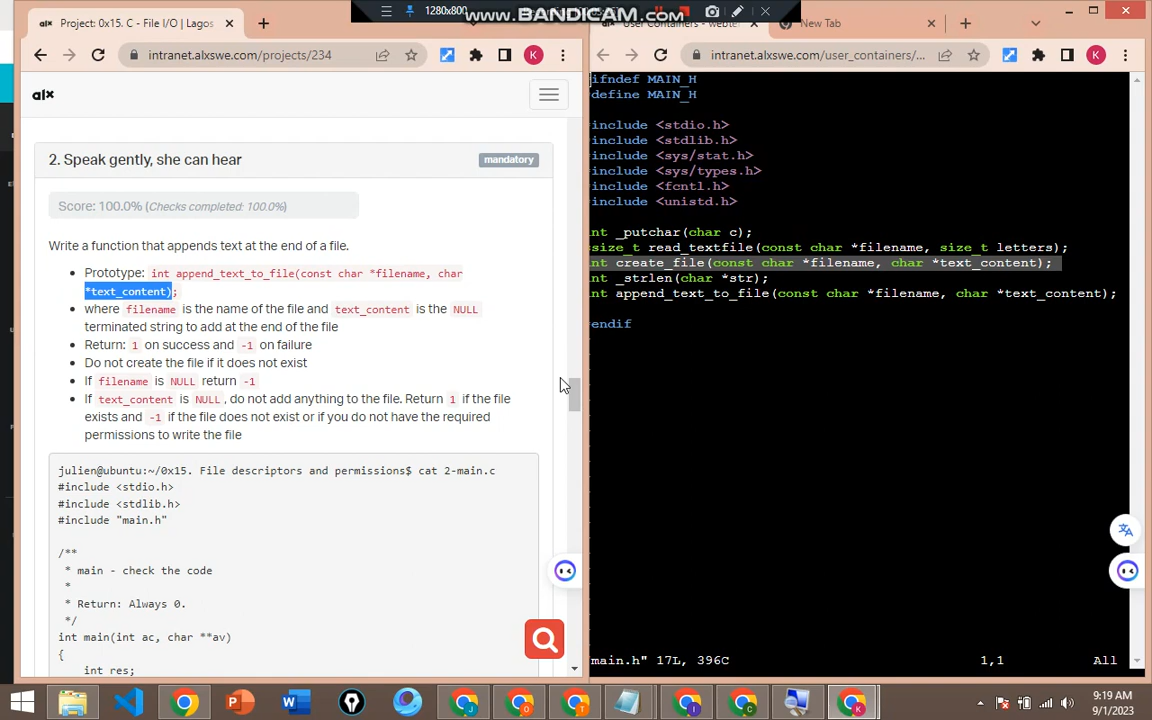 1280x800
www.BANDICAM.com
Project: 0x15. C - File I/O | Lagos
New Tab
intranet.alxswe.com/projects/234
K
intranet.alxswe.com/user_containers/...
K
alx
2. Speak gently, she can hear
mandatory
Score: 100.0% (Checks completed: 100.0%)
Write a function that appends text at the end of a file.
Prototype: int append_text_to_file(const char *filename, char
*text_content);
where filename is the name of the file and text_content is the NULL
terminated string to add at the end of the file
Return: 1 on success and -1 on failure
Do not create the file if it does not exist
If filename is NULL return -1
If text_content is NULL, do not add anything to the file. Return 1 if the file
exists and -1 if the file does not exist or if you do not have the required
permissions to write the file
julien@ubuntu:~/0x15. File descriptors and permissions$ cat 2-main.c
#include <stdio.h>
#include <stdlib.h>
#include "main.h"
/**
* main - check the code
*
* Return: Always 0.
*/
int main(int ac, char **av)
{
int res;
ifndef MAIN_H
define MAIN_H
include <stdio.h>
include <stdlib.h>
include <sys/stat.h>
include <sys/types.h>
include <fcntl.h>
include <unistd.h>
int _putchar(char c);
ssize_t read_textfile(const char *filename, size_t letters);
int create_file(const char *filename, char *text_content);
int _strlen(char *str);
int append_text_to_file(const char *filename, char *text_content);
endif
main.h" 17L, 396C 1,1 All
9:19 AM
9/1/2023